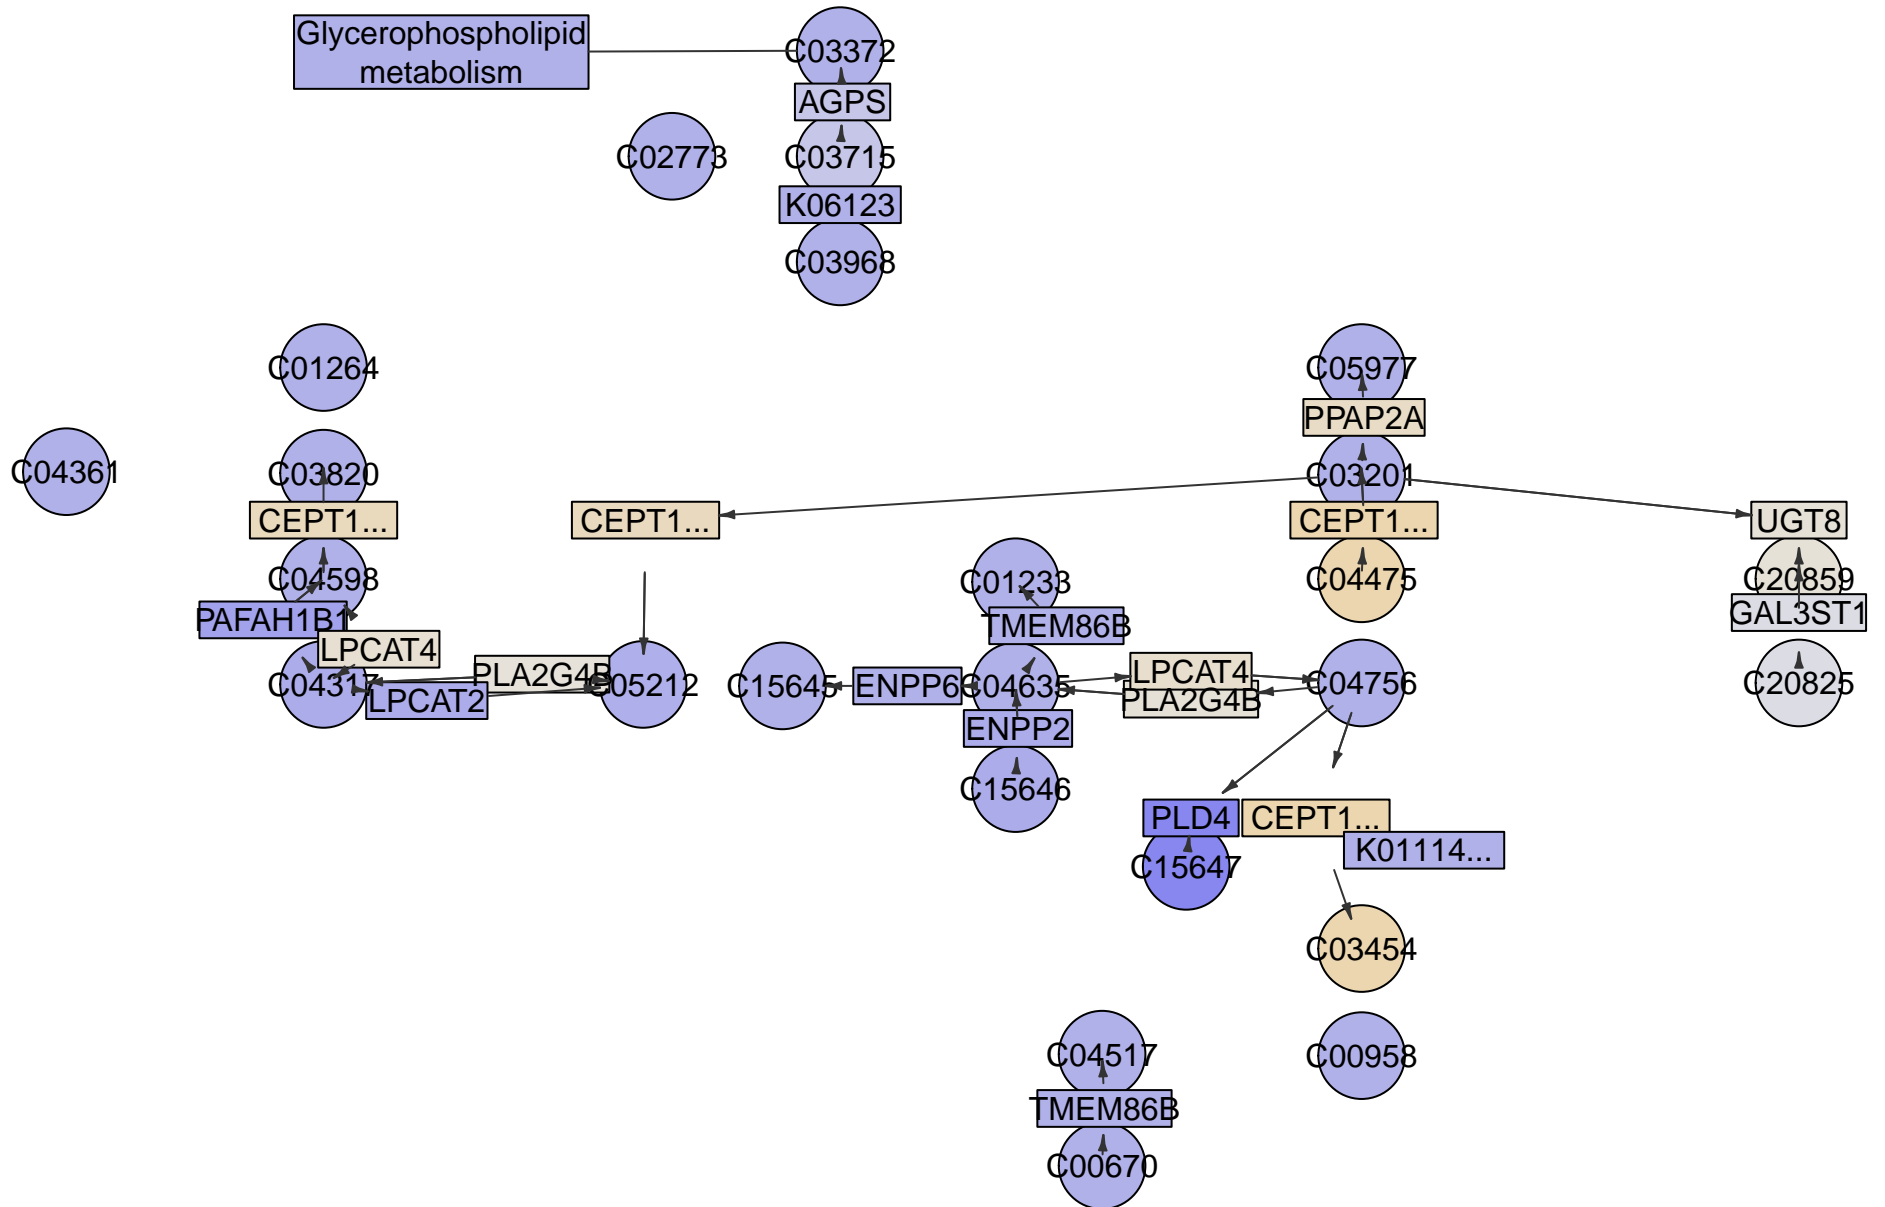 Glycerophospholipid
metabolism
C03372
AGPS
C02773
C03715
K06123
C03968
C01264
C05977
PPAP2A
C04361
C03820
C03201
CEPT1...
CEPT1...
CEPT1...
UGT8
C04598
C01233
C04475
C20859
PAFAH1B1
TMEM86B
GAL3ST1
LPCAT4
PLA2G4B
LPCAT4
C04317
C05212
C15645
ENPP6
C04635
C04756
C20825
LPCAT2
PLA2G4B
ENPP2
C15646
PLD4
CEPT1...
K01114...
C15647
C03454
C04517
C00958
TMEM86B
C00670